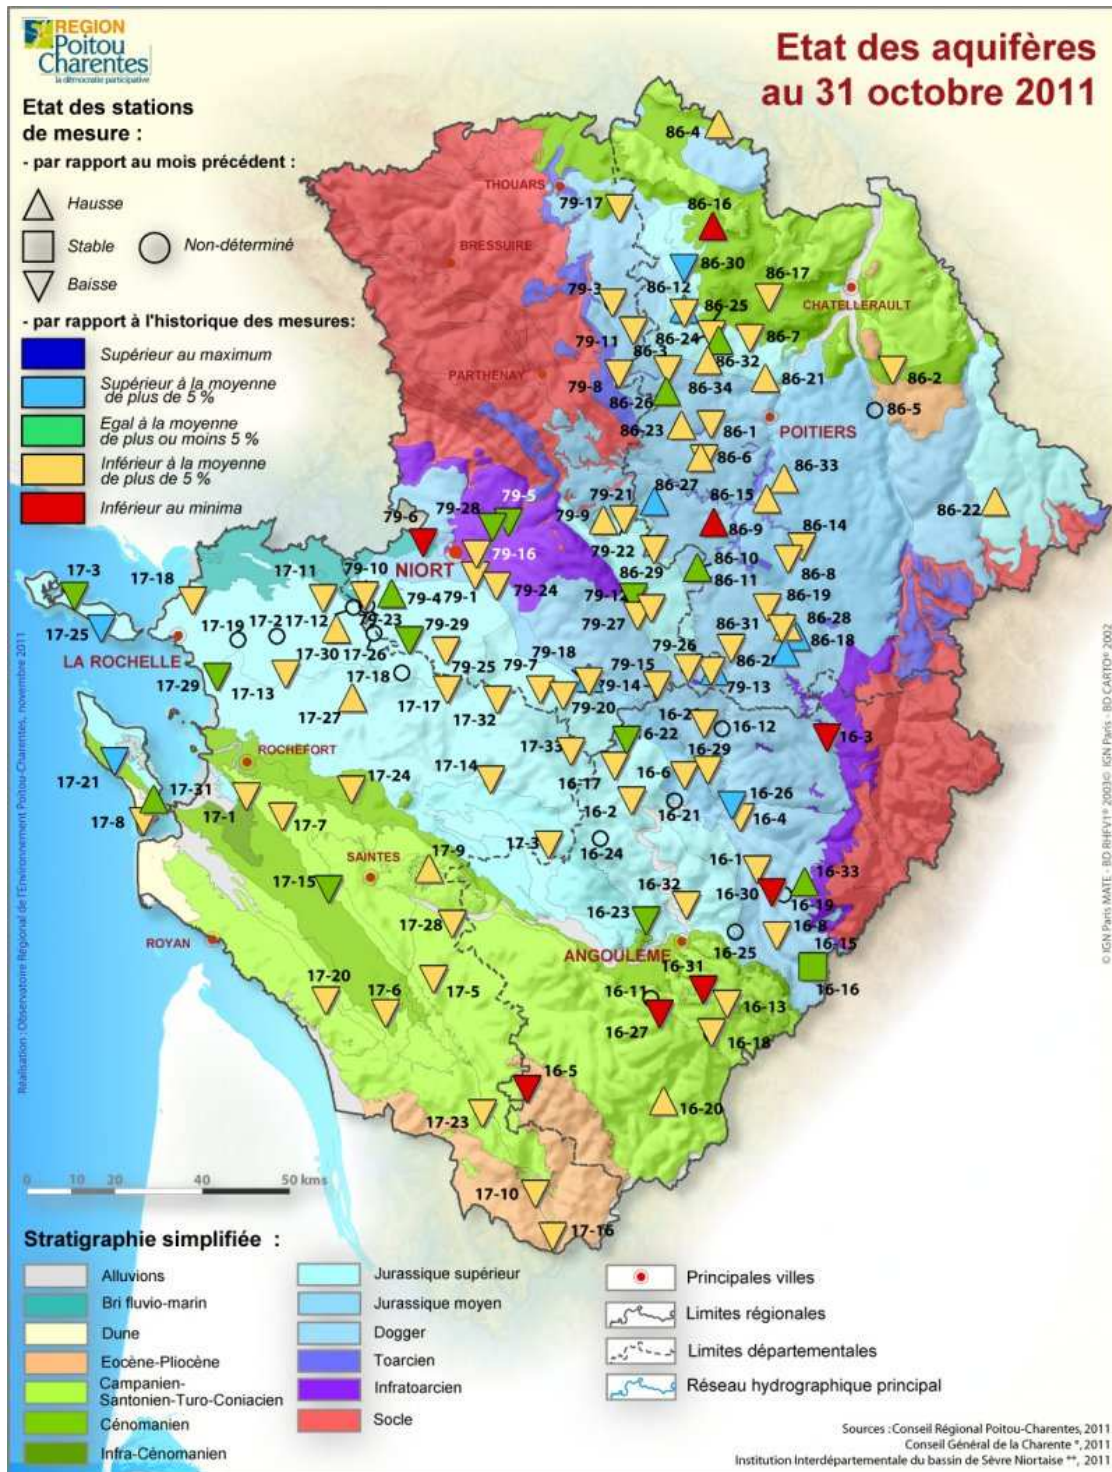 REGION
Poitou
Charentes
la démocratie participative
Etat des aquifères
au 31 octobre 2011
Etat des stations
de mesure :
- par rapport au mois précédent :
Hausse
Stable
Non-déterminé
Baisse
- par rapport à l'historique des mesures:
Supérieur au maximum
Supérieur à la moyenne
de plus de 5 %
Egal à la moyenne
de plus ou moins 5 %
Inférieur à la moyenne
de plus de 5 %
Inférieur au minima
86-4
THOUARS
79-17
86-16
BRESSUIRE
86-30
86-17
79-3
86-12
86-25
CHATELLERAULT
79-11
86-24
86-7
86-3
86-32
PARTHENAY
79-8
86-34
86-21
86-2
86-26
86-5
86-23
86-1
POITIERS
86-6
86-33
79-5
79-21
86-27
86-15
79-28
86-22
79-6
79-9
86-9
86-14
79-16
79-22
NIORT
86-10
17-3
17-18
17-11
79-10
86-29
86-11
86-8
79-4
79-1
79-24
79-12
86-19
17-25
17-19
17-2
17-12
79-23
79-27
86-31
86-28
79-29
86-18
LA ROCHELLE
17-30
17-26
79-18
79-26
79-25
79-7
79-15
17-29
17-13
17-18
79-14
79-13
17-27
17-17
17-32
79-20
16-12
16-22
16-3
ROCHEFORT
17-33
16-29
17-21
17-31
17-24
17-14
16-17
16-6
16-26
16-21
17-8
17-1
17-7
16-2
16-4
17-3
16-24
SAINTES
17-9
16-1
16-33
17-15
16-32
16-30
16-19
16-23
16-8
17-28
ROYAN
ANGOULEME
16-25
16-15
16-31
17-20
17-6
17-5
16-11
16-13
16-16
16-27
16-18
16-5
17-23
16-20
17-10
17-16
0 10 20 40 50 kms
Stratigraphie simplifiée :
Alluvions
Bri fluvio-marin
Dune
Eocène-Pliocène
Campanien-
Santonien-Turo-Coniacien
Cénomanien
Infra-Cénomanien
Jurassique supérieur
Jurassique moyen
Dogger
Toarcien
Infratoarcien
Socle
Principales villes
Limites régionales
Limites départementales
Réseau hydrographique principal
Sources : Conseil Régional Poitou-Charentes, 2011
Conseil Général de la Charente *, 2011
Institution Interdépartementale du bassin de Sèvre Niortaise **, 2011
Réalisation : Observatoire Régional de l'Environnement Poitou-Charentes, novembre 2011
© IGN Paris MATE - BD RHFV1® 2003© IGN Paris - BD CARTO® 2002